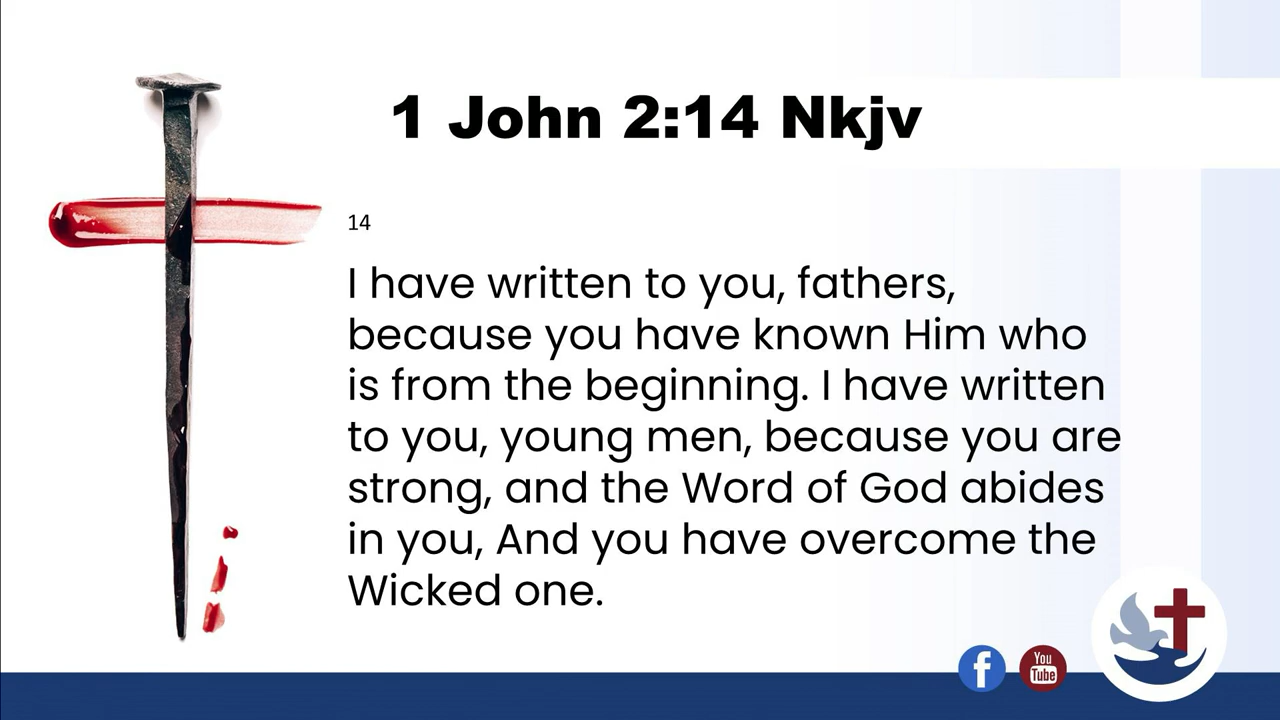 1 John 2:14 Nkjv
14
I have written to you, fathers,
because you have known Him who
is from the beginning. I have written
to you, young men, because you are
strong, and the Word of God abides
in you, And you have overcome the
Wicked one.
f
You
Tube